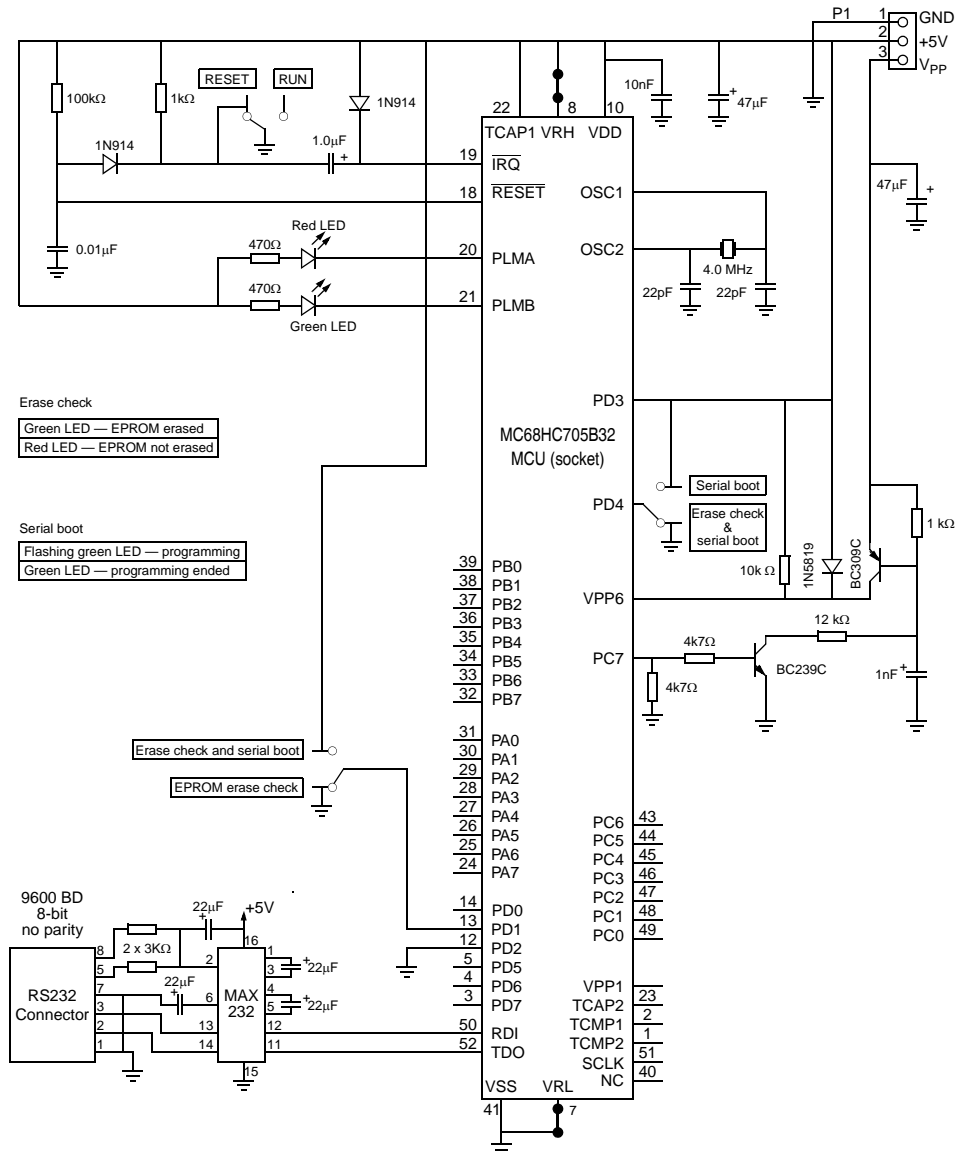 P1
1
GND
2
+5V
3
VPP
RESET
RUN
100kΩ
1kΩ
1N914
10nF
47μF
+
22
8
10
TCAP1
VRH
VDD
1N914
1.0μF
+
19
IRQ
18
RESET
OSC1
47μF
+
0.01μF
Red LED
470Ω
20
PLMA
OSC2
4.0 MHz
22pF
22pF
470Ω
21
PLMB
Green LED
PD3
Erase check
Green LED — EPROM erased
Red LED — EPROM not erased
MC68HC705B32
MCU (socket)
Serial boot
PD4
Erase check
&
serial boot
1 kΩ
Serial boot
Flashing green LED — programming
Green LED — programming ended
10k Ω
1N5819
BC309C
39
PB0
38
PB1
37
PB2
36
PB3
35
PB4
34
PB5
33
PB6
32
PB7
VPP6
12 kΩ
PC7
4k7Ω
4k7Ω
BC239C
1nF
+
31
PA0
30
PA1
29
PA2
28
PA3
27
PA4
26
PA5
25
PA6
24
PA7
Erase check and serial boot
EPROM erase check
PC6
43
PC5
44
PC4
45
PC3
46
PC2
47
PC1
48
PC0
49
14
PD0
13
PD1
12
PD2
5
PD5
4
PD6
3
PD7
50
RDI
52
TDO
VPP1
TCAP2
23
TCMP1
2
TCMP2
1
SCLK
51
NC
40
9600 BD
8-bit
no parity
22μF
+
+5V
16
8
2 x 3KΩ
5
2
1
3
+
22μF
RS232
Connector
7
22μF
+
6
MAX
232
4
5
+
22μF
3
13
12
2
14
11
1
15
VSS
VRL
41
7